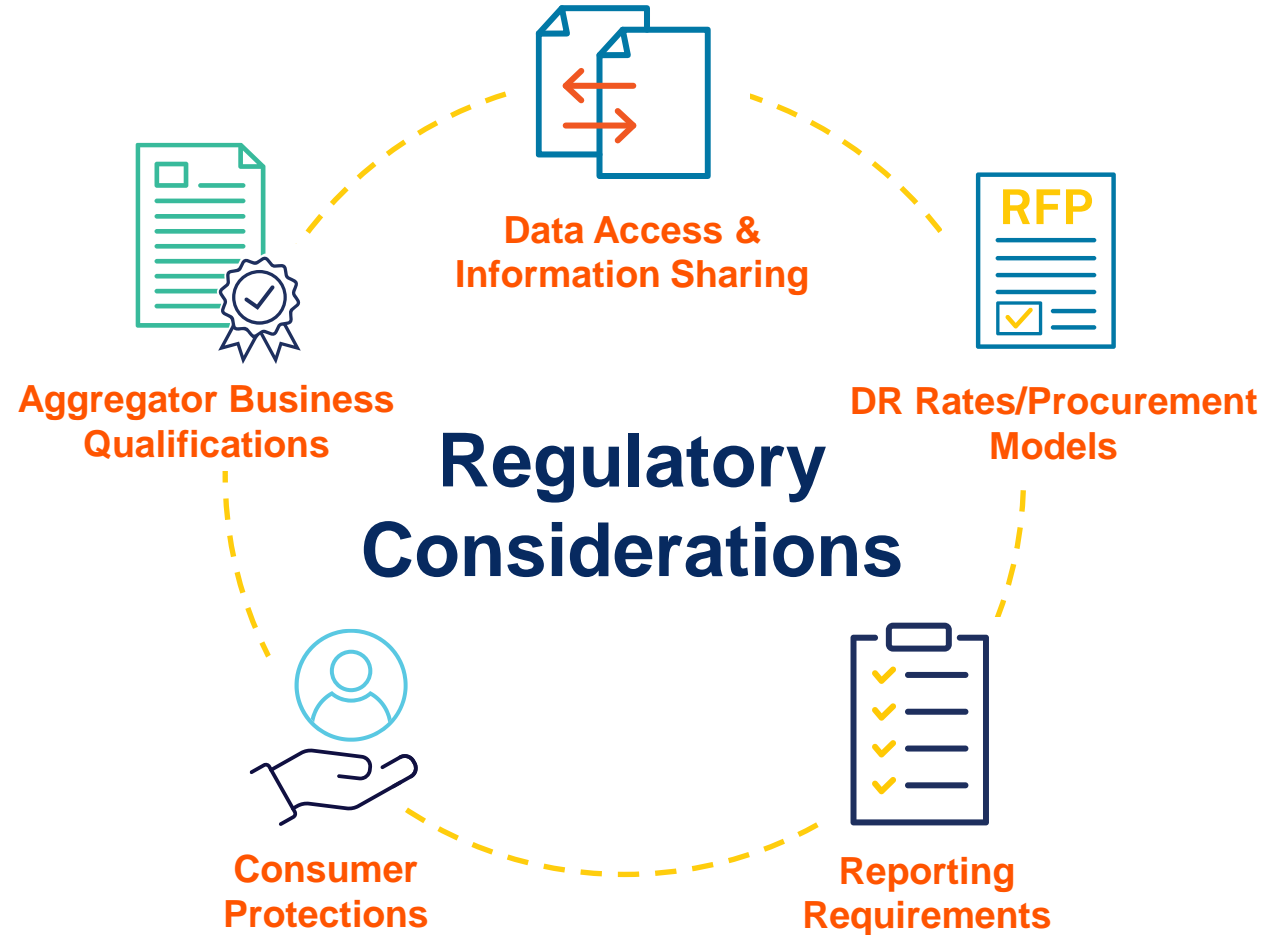 Data Access &
Information Sharing
RFP
DR Rates/Procurement
Models
Aggregator Business
Qualifications
Regulatory
Considerations
Consumer
Protections
Reporting
Requirements